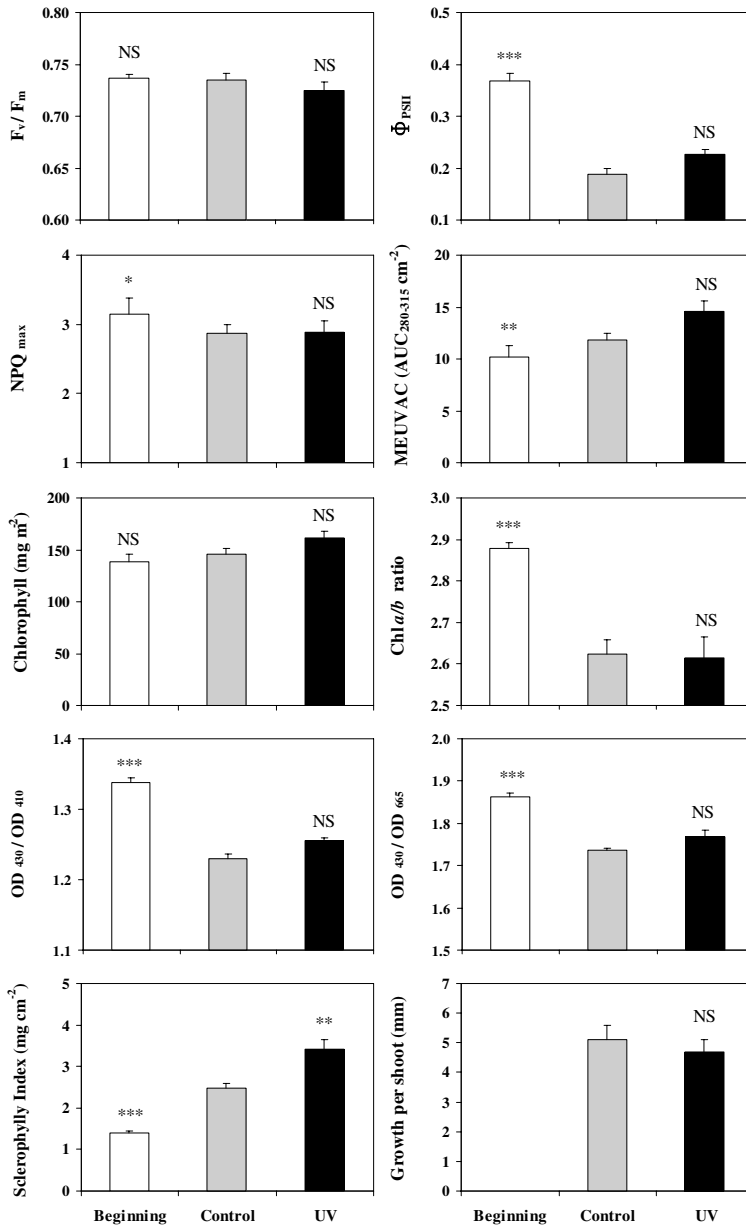 0.80
0.75
0.70
0.65
0.60
Fv/ Fm
NS
NS
0.5
0.4
0.3
0.2
0.1
ΦPSII
***
NS
4
3
2
1
NPQ max
*
NS
20
15
10
5
0
MEUVAC (AUC280-315 cm-2)
**
NS
200
150
100
50
0
Chlorophyll (mg m-2)
NS
NS
3.0
2.9
2.8
2.7
2.6
2.5
Chl a/b ratio
***
NS
1.4
1.3
1.2
1.1
OD 430 / OD 410
***
NS
2.0
1.9
1.8
1.7
1.6
1.5
OD 430 / OD 665
***
NS
5
4
3
2
1
0
Sclerophylly Index (mg cm-2)
***
**
Beginning Control UV
7
6
5
4
3
2
1
0
Growth per shoot (mm)
NS
Beginning Control UV